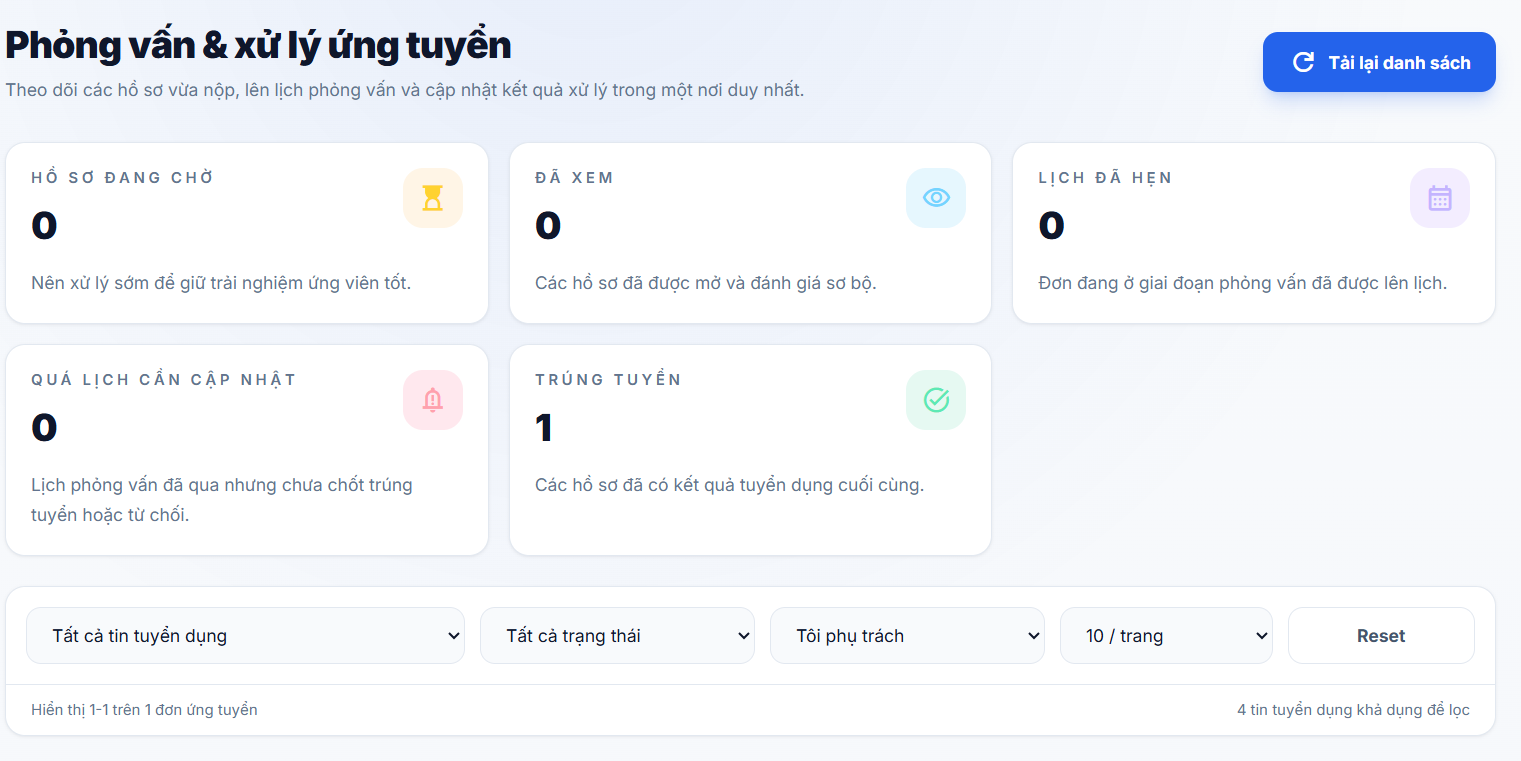 Phỏng vấn & xử lý ứng tuyển
Theo dõi các hồ sơ vừa nộp, lên lịch phỏng vấn và cập nhật kết quả xử lý trong một nơi duy nhất.
Tải lại danh sách
HỒ SƠ ĐANG CHỜ
0
Nên xử lý sớm để giữ trải nghiệm ứng viên tốt.
ĐÃ XEM
0
Các hồ sơ đã được mở và đánh giá sơ bộ.
LỊCH ĐÃ HẸN
0
Đơn đang ở giai đoạn phỏng vấn đã được lên lịch.
QUÁ LỊCH CẦN CẬP NHẬT
0
Lịch phỏng vấn đã qua nhưng chưa chốt trúng
tuyển hoặc từ chối.
TRÚNG TUYỂN
1
Các hồ sơ đã có kết quả tuyển dụng cuối cùng.
Tất cả tin tuyển dụng
Tất cả trạng thái
Tôi phụ trách
10 / trang
Reset
Hiển thị 1-1 trên 1 đơn ứng tuyển
4 tin tuyển dụng khả dụng để lọc